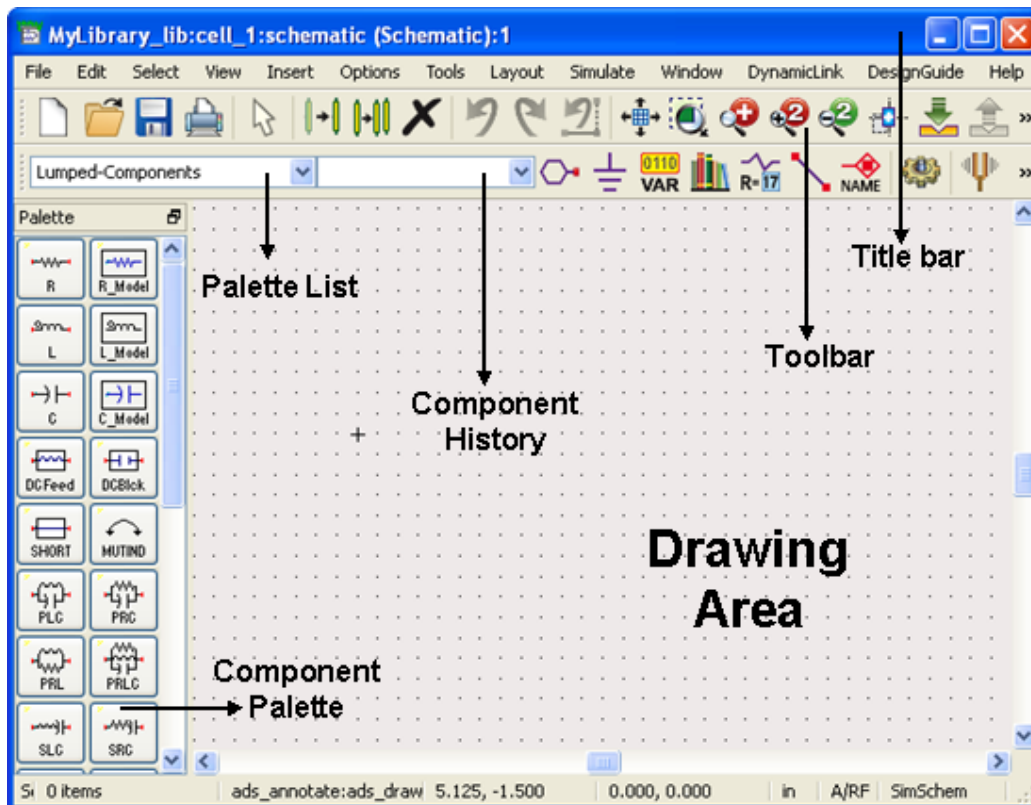 MyLibrary_lib:cell_1:schematic (Schematic):1
File Edit Select View Insert Options Tools Layout Simulate Window DynamicLink DesignGuide Help
Lumped-Components
0110
VAR
R=17
NAME
Palette
R R_Model
L L_Model
C C_Model
DCFeed DCBlck
SHORT MUTIND
PLC PRC
PRL PRLC
SLC SRC
Palette List
Component
History
Title bar
Toolbar
Drawing
Area
Component
Palette
0 items ads_annotate:ads_draw 5.125, -1.500 0.000, 0.000 in A/RF SimSchem